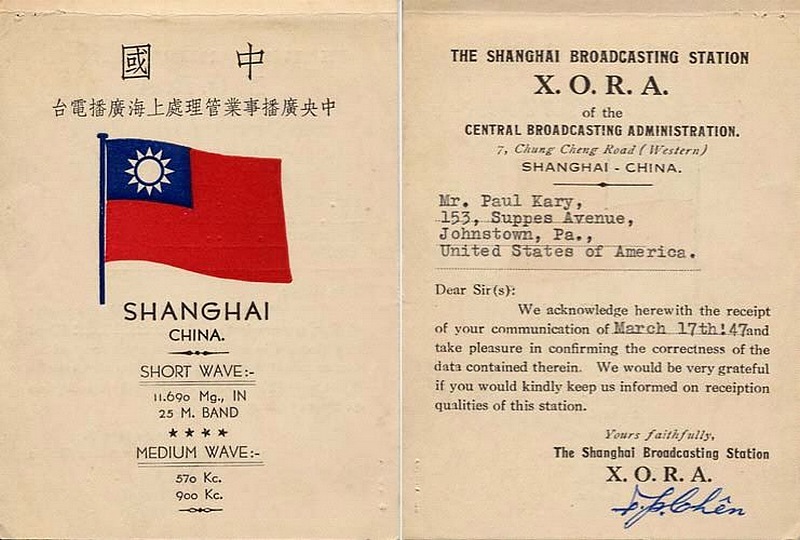 中國
中央廣播事業管理處上海廣播電台
SHANGHAI
CHINA.
SHORT WAVE:-
11.690 Mg., IN
25 M. BAND
★★★★
MEDIUM WAVE:-
570 Kc.
900 Kc.
THE SHANGHAI BROADCASTING STATION
X. O. R. A.
of the
CENTRAL BROADCASTING ADMINISTRATION.
7, Chung Cheng Road (Western)
SHANGHAI - CHINA.
Mr. Paul Kary,
153, Suppes Avenue,
Johnstown, Pa.,
United States of America.
Dear Sir(s):
We acknowledge herewith the receipt
of your communication of March 17th!47 and
take pleasure in confirming the correctness of the
data contained therein. We would be very grateful
if you would kindly keep us informed on receiption
qualities of this station.
Yours faithfully,
The Shanghai Broadcasting Station
X. O. R. A.
Chên